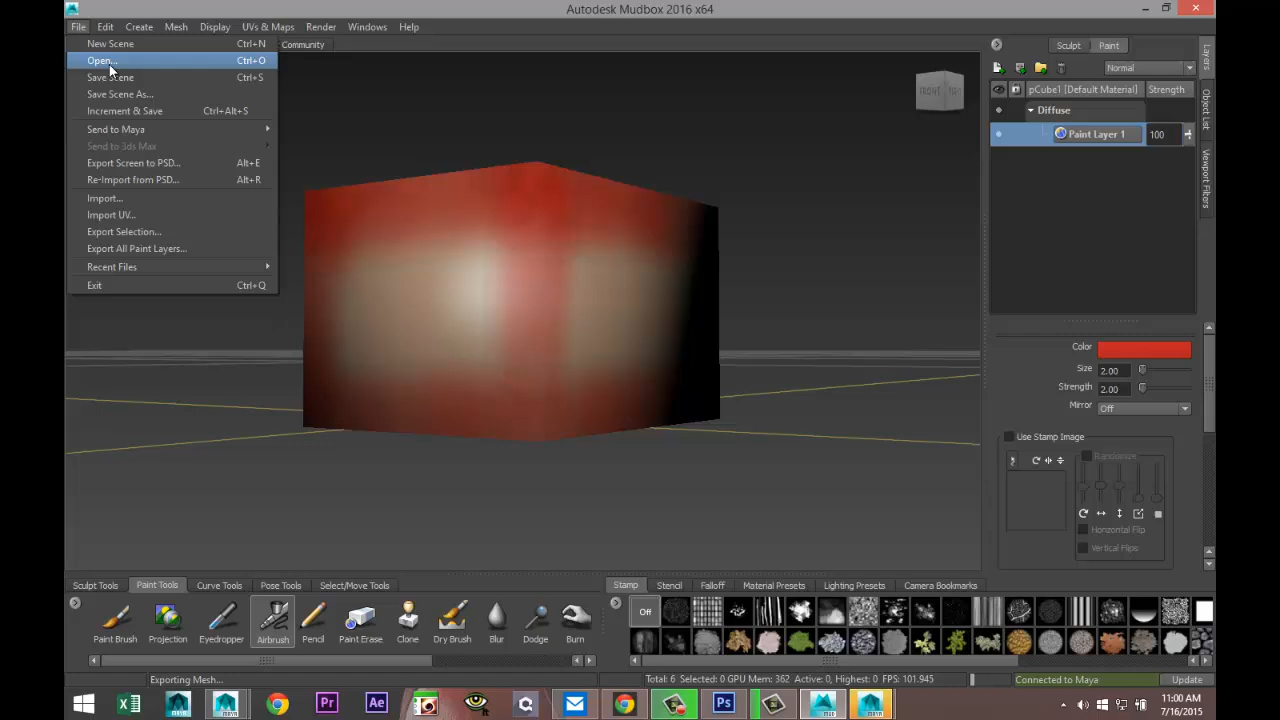 Autodesk Mudbox 2016 x64
File Edit Create Mesh Display UVs & Maps Render Windows Help
New Scene Ctrl+N
Community
Open... Ctrl+O
Save Scene Ctrl+S
Save Scene As...
Increment & Save Ctrl+Alt+S
Send to Maya
Send to 3ds Max
Export Screen to PSD... Alt+E
Re-Import from PSD... Alt+R
Import...
Import UV...
Export Selection...
Export All Paint Layers...
Recent Files
Exit Ctrl+Q
FRONT
Sculpt Paint
Normal
pCube1 [Default Material] Strength
Diffuse
Paint Layer 1 100
Layers
Object List
Viewport Filters
Color
Size 2.00
Strength 2.00
Mirror Off
Use Stamp Image
Randomize
Horizontal Flip
Vertical Flips
Sculpt Tools Paint Tools Curve Tools Pose Tools Select/Move Tools
Stamp Stencil Falloff Material Presets Lighting Presets Camera Bookmarks
Off
Paint Brush Projection Eyedropper Airbrush Pencil Paint Erase Clone Dry Brush Blur Dodge Burn
Exporting Mesh...
Total: 6 Selected: 0 GPU Mem: 362 Active: 0, Highest: 0 FPS: 101.945
Connected to Maya
Update
Pr Ae It Ps
11:00 AM
7/16/2015